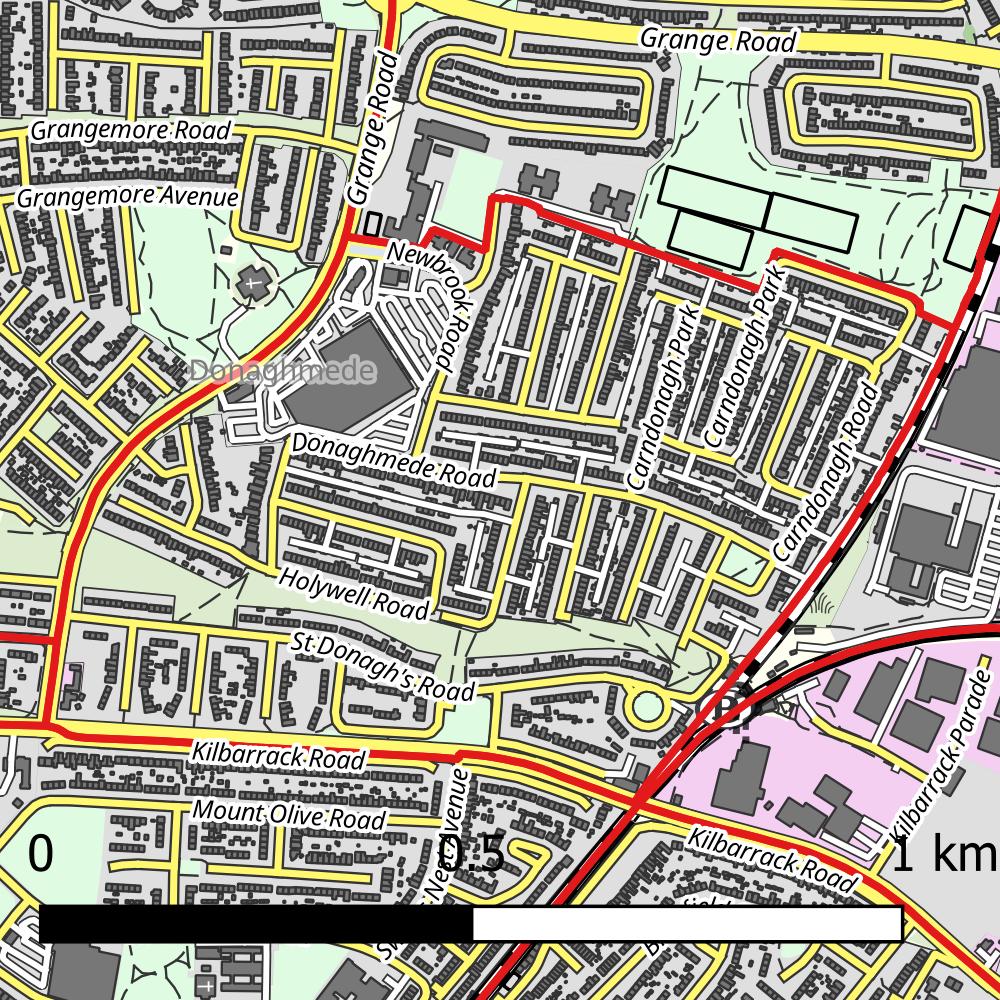 Grange Road
Grange Road
Grangemore Road
Grangemore Avenue
Newbrook Road
Donaghmede
Carndonagh Park
Carndonagh Park
Carndonagh Road
Donaghmede Road
Holywell Road
St Donagh's Road
Kilbarrack Road
Kilbarrack Parade
Mount Olive Road
Kilbarrack Road
0
0.5
1 km